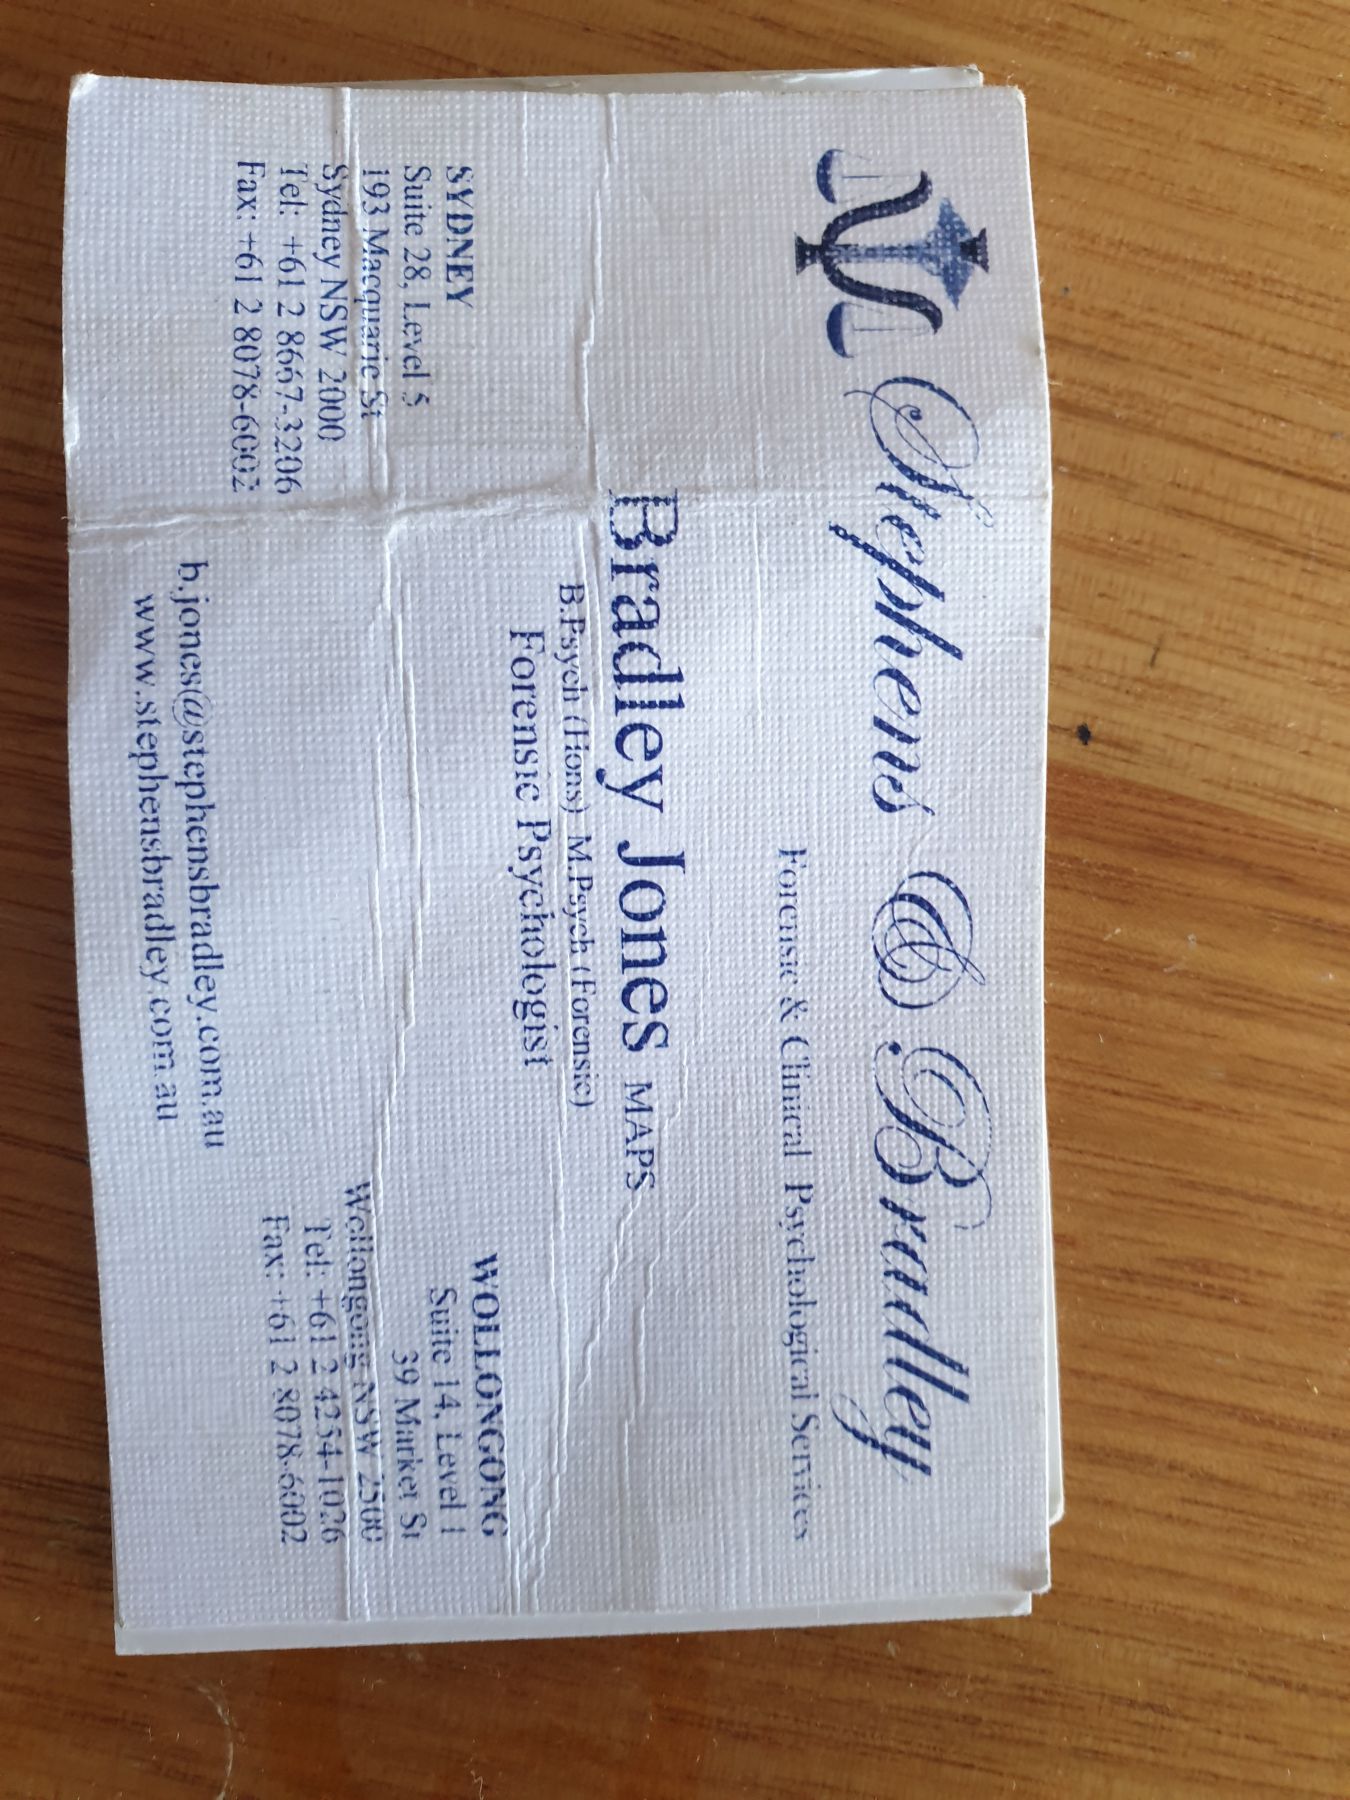 Stephens & Bradley
Forensic & Clinical Psychological Services
Bradley Jones MAPS
B.Psych (Hons) M.Psych (Forensic)
Forensic Psychologist
SYDNEY
Suite 28, Level 5
193 Macquarie St
Sydney NSW 2000
Tel: +61 2 8667-3206
Fax: +61 2 8078-6002
WOLLONGONG
Suite 14, Level 1
39 Market St
Wollongong NSW 2500
Tel: +61 2 4254-1026
Fax: +61 2 8078-6002
b.jones@stephensbradley.com.au
www.stephensbradley.com.au